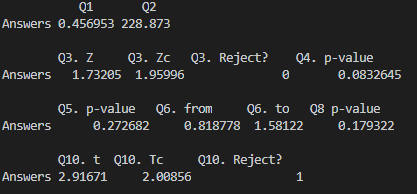 Q1 Q2
Answers 0.456953 228.873
Q3. Z Q3. Zc Q3. Reject? Q4. p-value
Answers 1.73205 1.95996 0 0.0832645
Q5. p-value Q6. from Q6. to Q8 p-value
Answers 0.272682 0.818778 1.58122 0.179322
Q10. t Q10. Tc Q10. Reject?
Answers 2.91671 2.00856 1